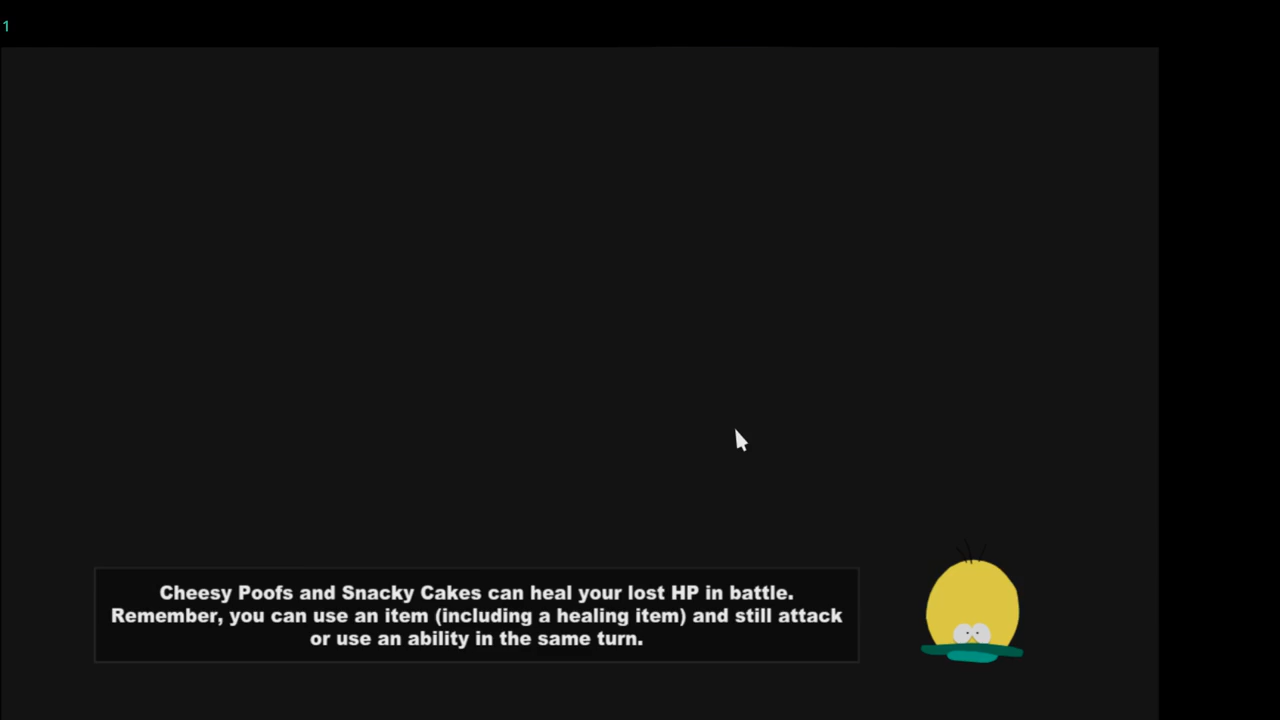 1
Cheesy Poofs and Snacky Cakes can heal your lost HP in battle.
Remember, you can use an item (including a healing item) and still attack
or use an ability in the same turn.